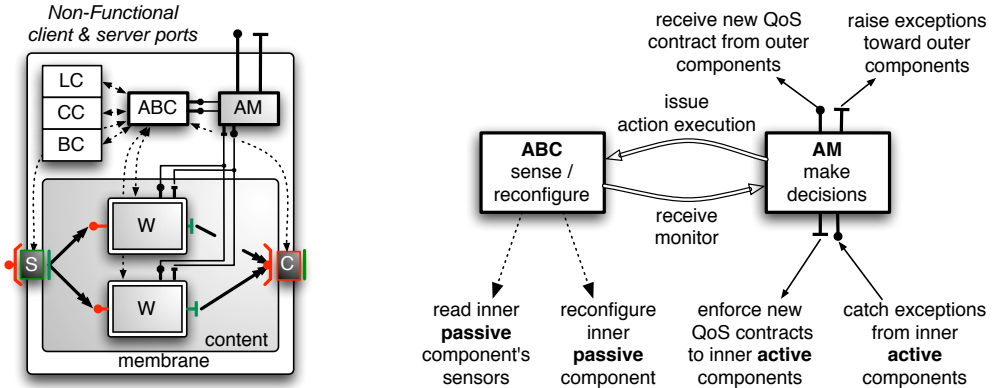 Non-Functional
client & server ports
LC
CC
BC
ABC
AM
W
W
S
C
content
membrane
receive new QoS
contract from outer
components
raise exceptions
toward outer
components
issue
action execution
ABC
sense /
reconfigure
AM
make
decisions
receive
monitor
read inner
passive
component's
sensors
reconfigure
inner
passive
component
enforce new
QoS contracts
to inner active
components
catch exceptions
from inner
active
components